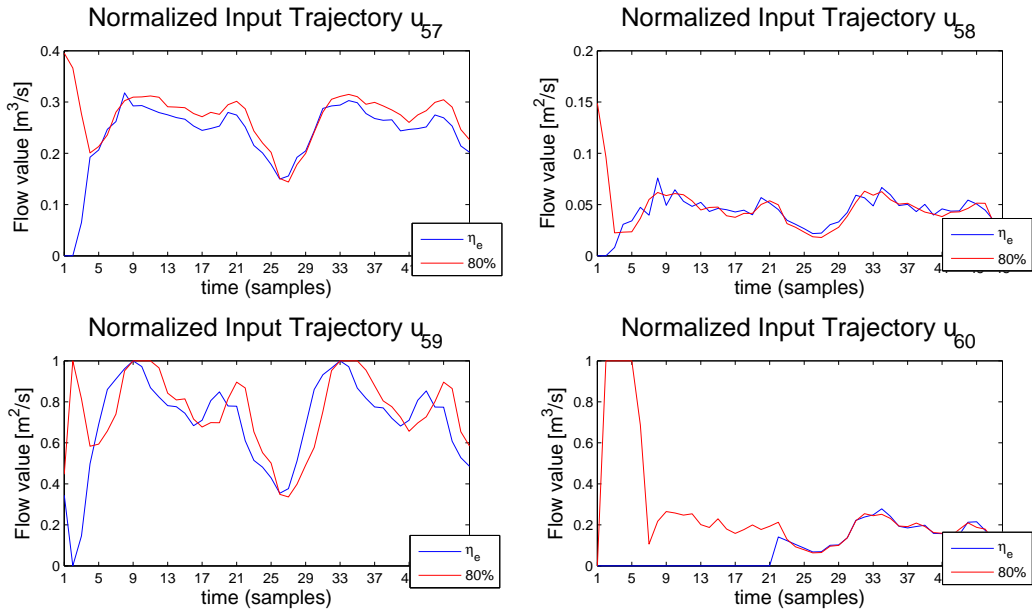 Normalized Input Trajectory u57
Flow value [m³/s]
0.4
0.3
0.2
0.1
0
1 5 9 13 17 21 25 29 33 37
time (samples)
ηe
80%
Normalized Input Trajectory u58
Flow value [m²/s]
0.2
0.15
0.1
0.05
0
1 5 9 13 17 21 25 29 33 37
time (samples)
ηe
80%
Normalized Input Trajectory u59
Flow value [m²/s]
1
0.8
0.6
0.4
0.2
0
1 5 9 13 17 21 25 29 33 37
time (samples)
ηe
80%
Normalized Input Trajectory u60
Flow value [m³/s]
1
0.8
0.6
0.4
0.2
0
1 5 9 13 17 21 25 29 33 37
time (samples)
ηe
80%